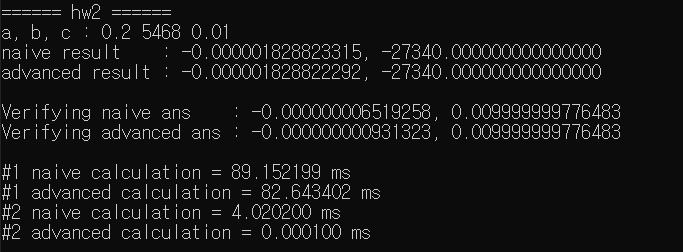 ====== hw2 ======
a, b, c : 0.2 5468 0.01
naive result    : -0.000001828823315, -27340.000000000000000
advanced result : -0.000001828822292, -27340.000000000000000
Verifying naive ans    : -0.000000006519258, 0.009999999776483
Verifying advanced ans : -0.000000000931323, 0.009999999776483
#1 naive calculation = 89.152199 ms
#1 advanced calculation = 82.643402 ms
#2 naive calculation = 4.020200 ms
#2 advanced calculation = 0.000100 ms